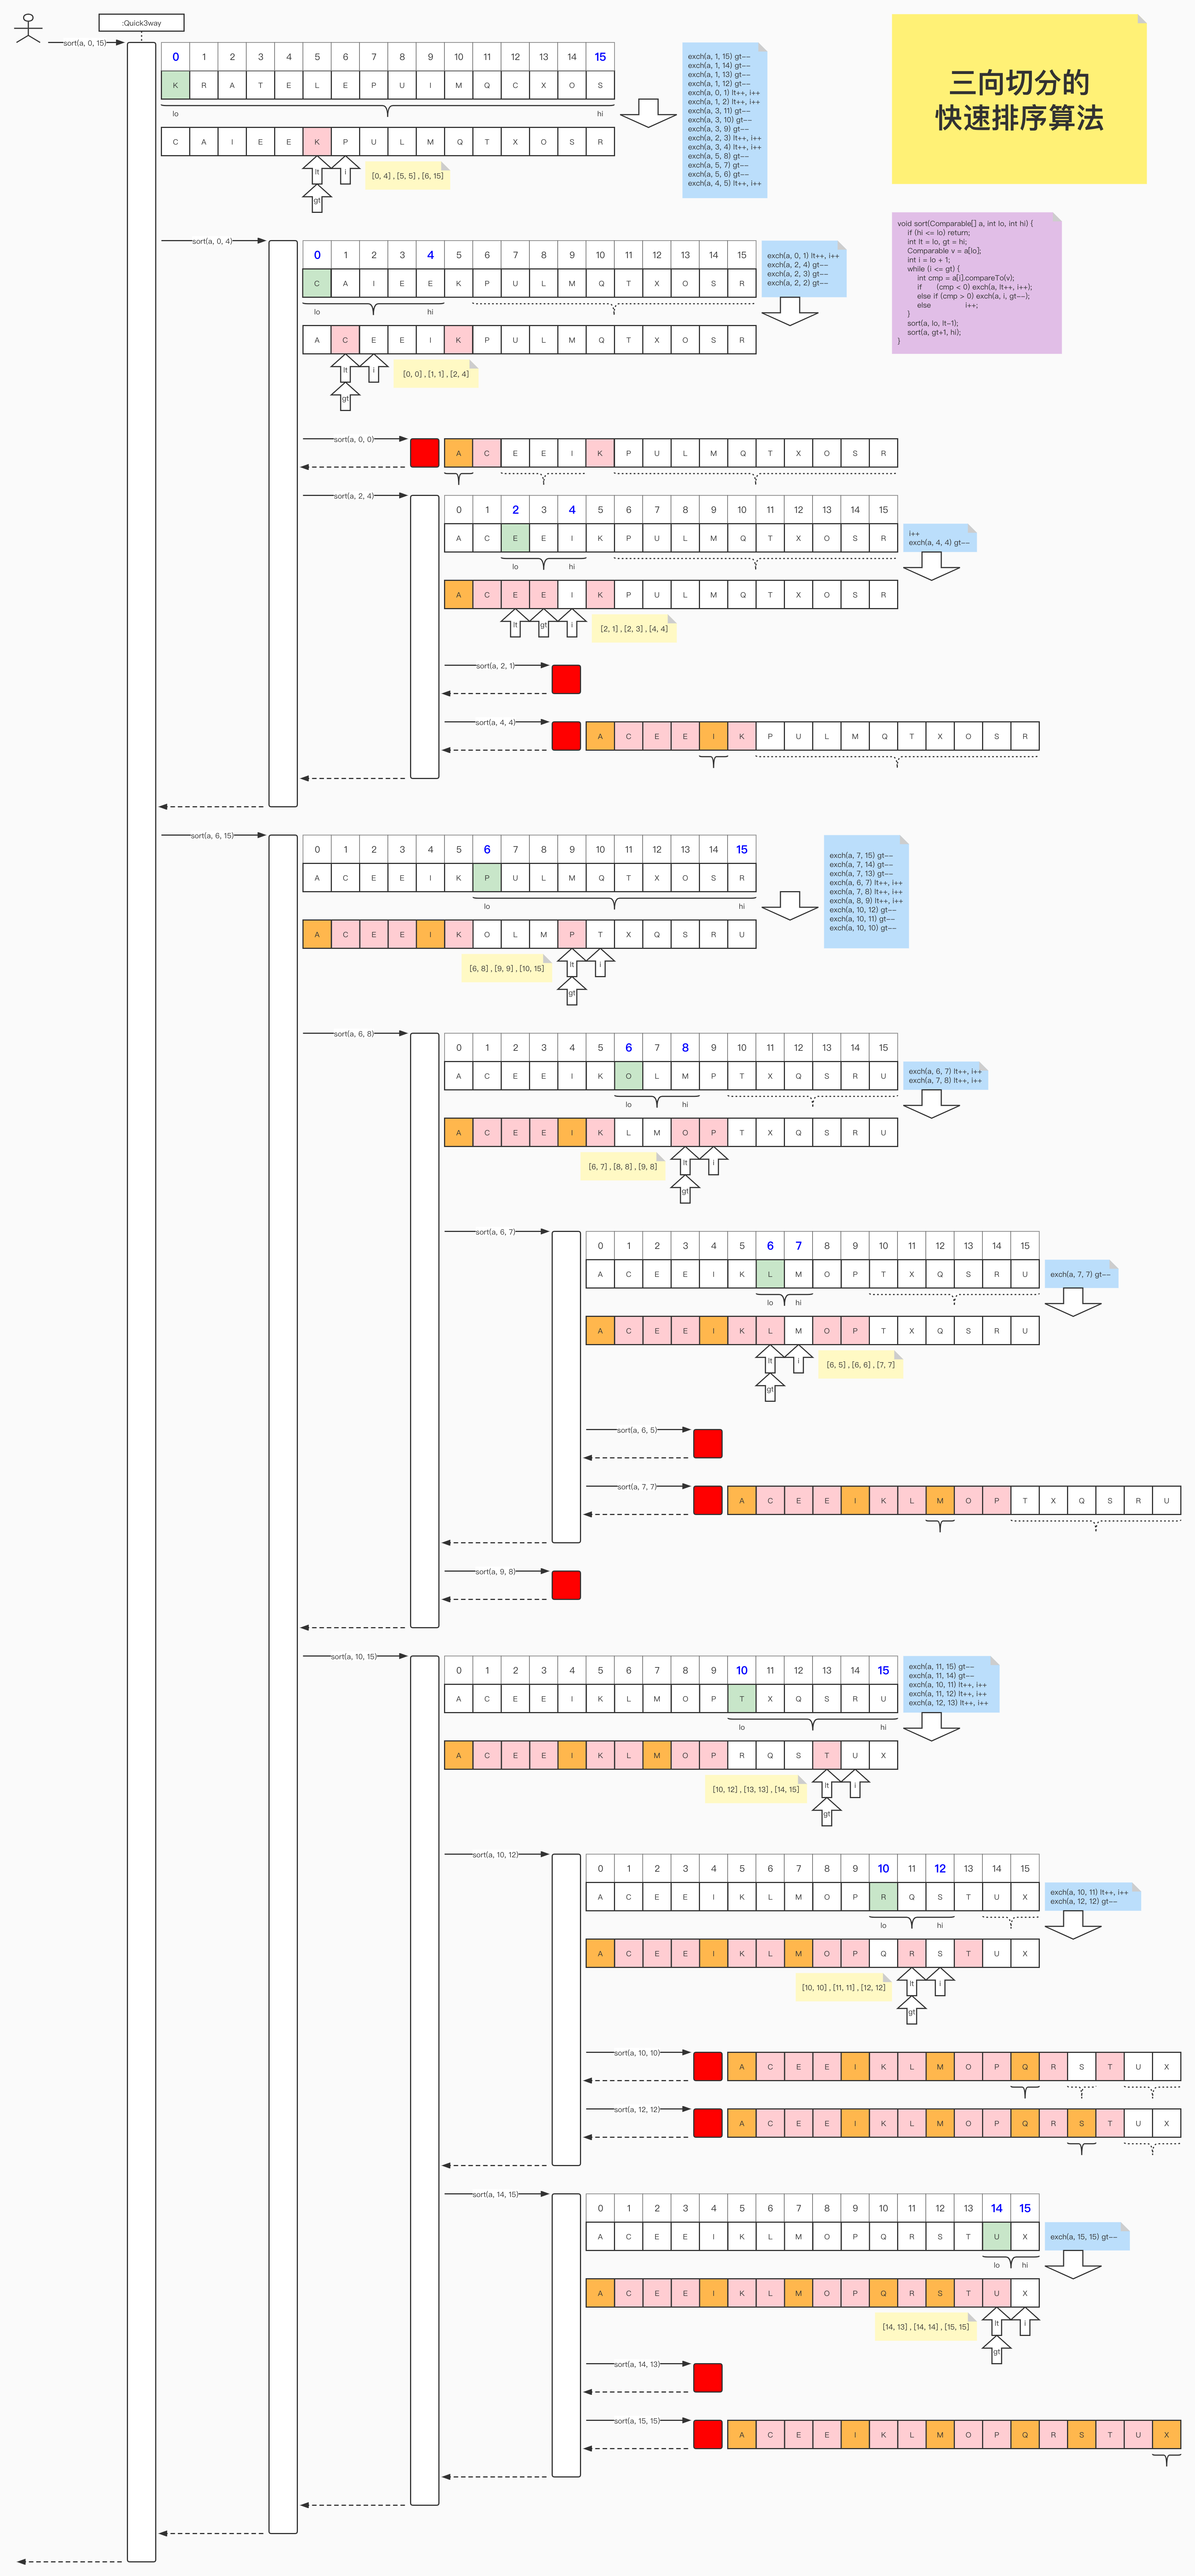 :Quick3way
三向切分的
快速排序算法
sort(a, 0, 15)
0 1 2 3 4 5 6 7 8 9 10 11 12 13 14 15
K R A T E L E P U I M Q C X O S
lo hi
C A I E E K P U L M Q T X O S R
lt i
gt
[0, 4] , [5, 5] , [6, 15]
exch(a, 1, 15) gt--
exch(a, 1, 14) gt--
exch(a, 1, 13) gt--
exch(a, 1, 12) gt--
exch(a, 0, 1) lt++, i++
exch(a, 1, 2) lt++, i++
exch(a, 3, 11) gt--
exch(a, 3, 10) gt--
exch(a, 3, 9) gt--
exch(a, 2, 3) lt++, i++
exch(a, 3, 4) lt++, i++
exch(a, 5, 8) gt--
exch(a, 5, 7) gt--
exch(a, 5, 6) gt--
exch(a, 4, 5) lt++, i++
void sort(Comparable[] a, int lo, int hi) {
if (hi <= lo) return;
int lt = lo, gt = hi;
Comparable v = a[lo];
int i = lo + 1;
while (i <= gt) {
int cmp = a[i].compareTo(v);
if (cmp < 0) exch(a, lt++, i++);
else if (cmp > 0) exch(a, i, gt--);
else i++;
}
sort(a, lo, lt-1);
sort(a, gt+1, hi);
}
sort(a, 0, 4)
0 1 2 3 4 5 6 7 8 9 10 11 12 13 14 15
C A I E E K P U L M Q T X O S R
lo hi
A C E E I K P U L M Q T X O S R
lt i
gt
[0, 0] , [1, 1] , [2, 4]
exch(a, 0, 1) lt++, i++
exch(a, 2, 4) gt--
exch(a, 2, 3) gt--
exch(a, 2, 2) gt--
sort(a, 0, 0)
A C E E I K P U L M Q T X O S R
sort(a, 2, 4)
0 1 2 3 4 5 6 7 8 9 10 11 12 13 14 15
A C E E I K P U L M Q T X O S R
lo hi
A C E E I K P U L M Q T X O S R
lt gt i
[2, 1] , [2, 3] , [4, 4]
i++
exch(a, 4, 4) gt--
sort(a, 2, 1)
sort(a, 4, 4)
A C E E I K P U L M Q T X O S R
sort(a, 6, 15)
0 1 2 3 4 5 6 7 8 9 10 11 12 13 14 15
A C E E I K P U L M Q T X O S R
lo hi
A C E E I K O L M P T X Q S R U
lt i
gt
[6, 8] , [9, 9] , [10, 15]
exch(a, 7, 15) gt--
exch(a, 7, 14) gt--
exch(a, 7, 13) gt--
exch(a, 6, 7) lt++, i++
exch(a, 7, 8) lt++, i++
exch(a, 8, 9) lt++, i++
exch(a, 10, 12) gt--
exch(a, 10, 11) gt--
exch(a, 10, 10) gt--
sort(a, 6, 8)
0 1 2 3 4 5 6 7 8 9 10 11 12 13 14 15
A C E E I K O L M P T X Q S R U
lo hi
A C E E I K L M O P T X Q S R U
lt i
gt
[6, 7] , [8, 8] , [9, 8]
exch(a, 6, 7) lt++, i++
exch(a, 7, 8) lt++, i++
sort(a, 6, 7)
0 1 2 3 4 5 6 7 8 9 10 11 12 13 14 15
A C E E I K L M O P T X Q S R U
lo hi
A C E E I K L M O P T X Q S R U
lt i
gt
[6, 5] , [6, 6] , [7, 7]
exch(a, 7, 7) gt--
sort(a, 6, 5)
sort(a, 7, 7)
A C E E I K L M O P T X Q S R U
sort(a, 9, 8)
sort(a, 10, 15)
0 1 2 3 4 5 6 7 8 9 10 11 12 13 14 15
A C E E I K L M O P T X Q S R U
lo hi
A C E E I K L M O P R Q S T U X
lt i
gt
[10, 12] , [13, 13] , [14, 15]
exch(a, 11, 15) gt--
exch(a, 11, 14) gt--
exch(a, 10, 11) lt++, i++
exch(a, 11, 12) lt++, i++
exch(a, 12, 13) lt++, i++
sort(a, 10, 12)
0 1 2 3 4 5 6 7 8 9 10 11 12 13 14 15
A C E E I K L M O P R Q S T U X
lo hi
A C E E I K L M O P Q R S T U X
lt i
gt
[10, 10] , [11, 11] , [12, 12]
exch(a, 10, 11) lt++, i++
exch(a, 12, 12) gt--
sort(a, 10, 10)
A C E E I K L M O P Q R S T U X
sort(a, 12, 12)
A C E E I K L M O P Q R S T U X
sort(a, 14, 15)
0 1 2 3 4 5 6 7 8 9 10 11 12 13 14 15
A C E E I K L M O P Q R S T U X
lo hi
A C E E I K L M O P Q R S T U X
lt i
gt
[14, 13] , [14, 14] , [15, 15]
exch(a, 15, 15) gt--
sort(a, 14, 13)
sort(a, 15, 15)
A C E E I K L M O P Q R S T U X